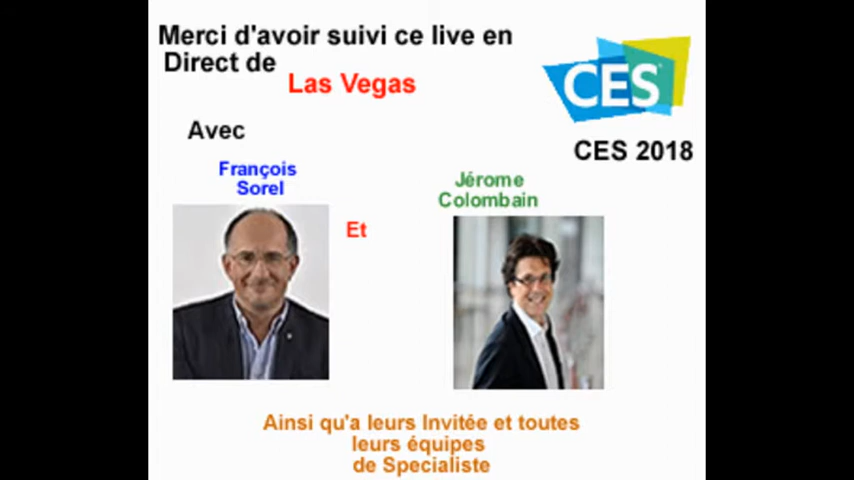 Merci d'avoir suivi ce live en
Direct de
Las Vegas
CES
CES 2018
Avec
François
Sorel
Et
Jérome
Colombain
Ainsi qu'a leurs Invitée et toutes
leurs équipes
de Specialiste